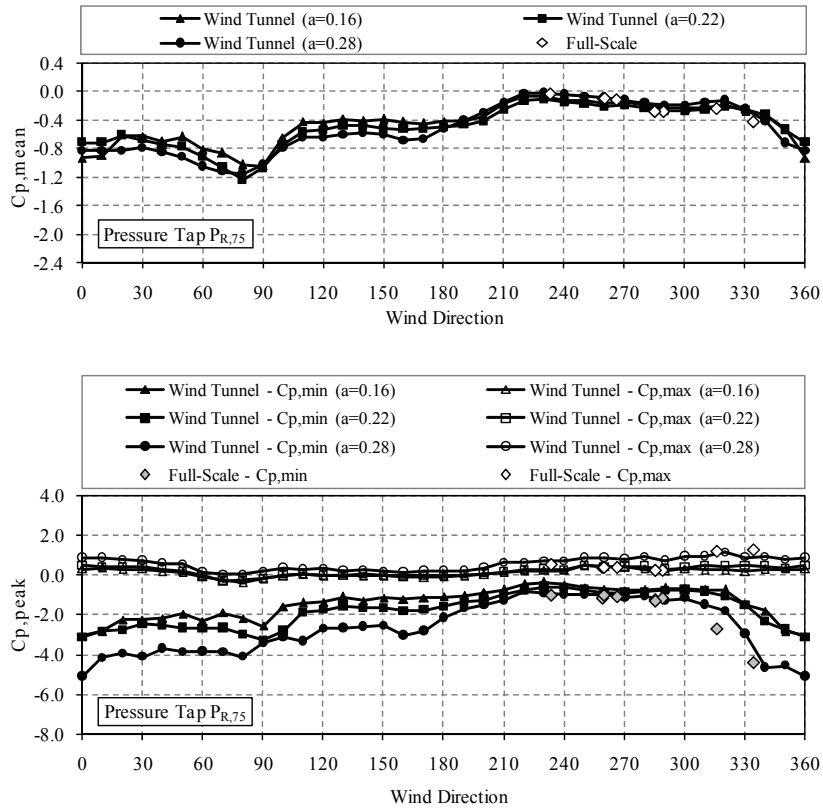 Wind Tunnel (a=0.16) Wind Tunnel (a=0.22)
Wind Tunnel (a=0.28) Full-Scale
0.4
0.0
-0.4
-0.8
-1.2
-1.6
-2.0
-2.4
Cp,mean
Pressure Tap P_R,75
0 30 60 90 120 150 180 210 240 270 300 330 360
Wind Direction
Wind Tunnel - Cp,min (a=0.16) Wind Tunnel - Cp,max (a=0.16)
Wind Tunnel - Cp,min (a=0.22) Wind Tunnel - Cp,max (a=0.22)
Wind Tunnel - Cp,min (a=0.28) Wind Tunnel - Cp,max (a=0.28)
Full-Scale - Cp,min Full-Scale - Cp,max
4.0
2.0
0.0
-2.0
-4.0
-6.0
-8.0
Cp,peak
Pressure Tap P_R,75
0 30 60 90 120 150 180 210 240 270 300 330 360
Wind Direction